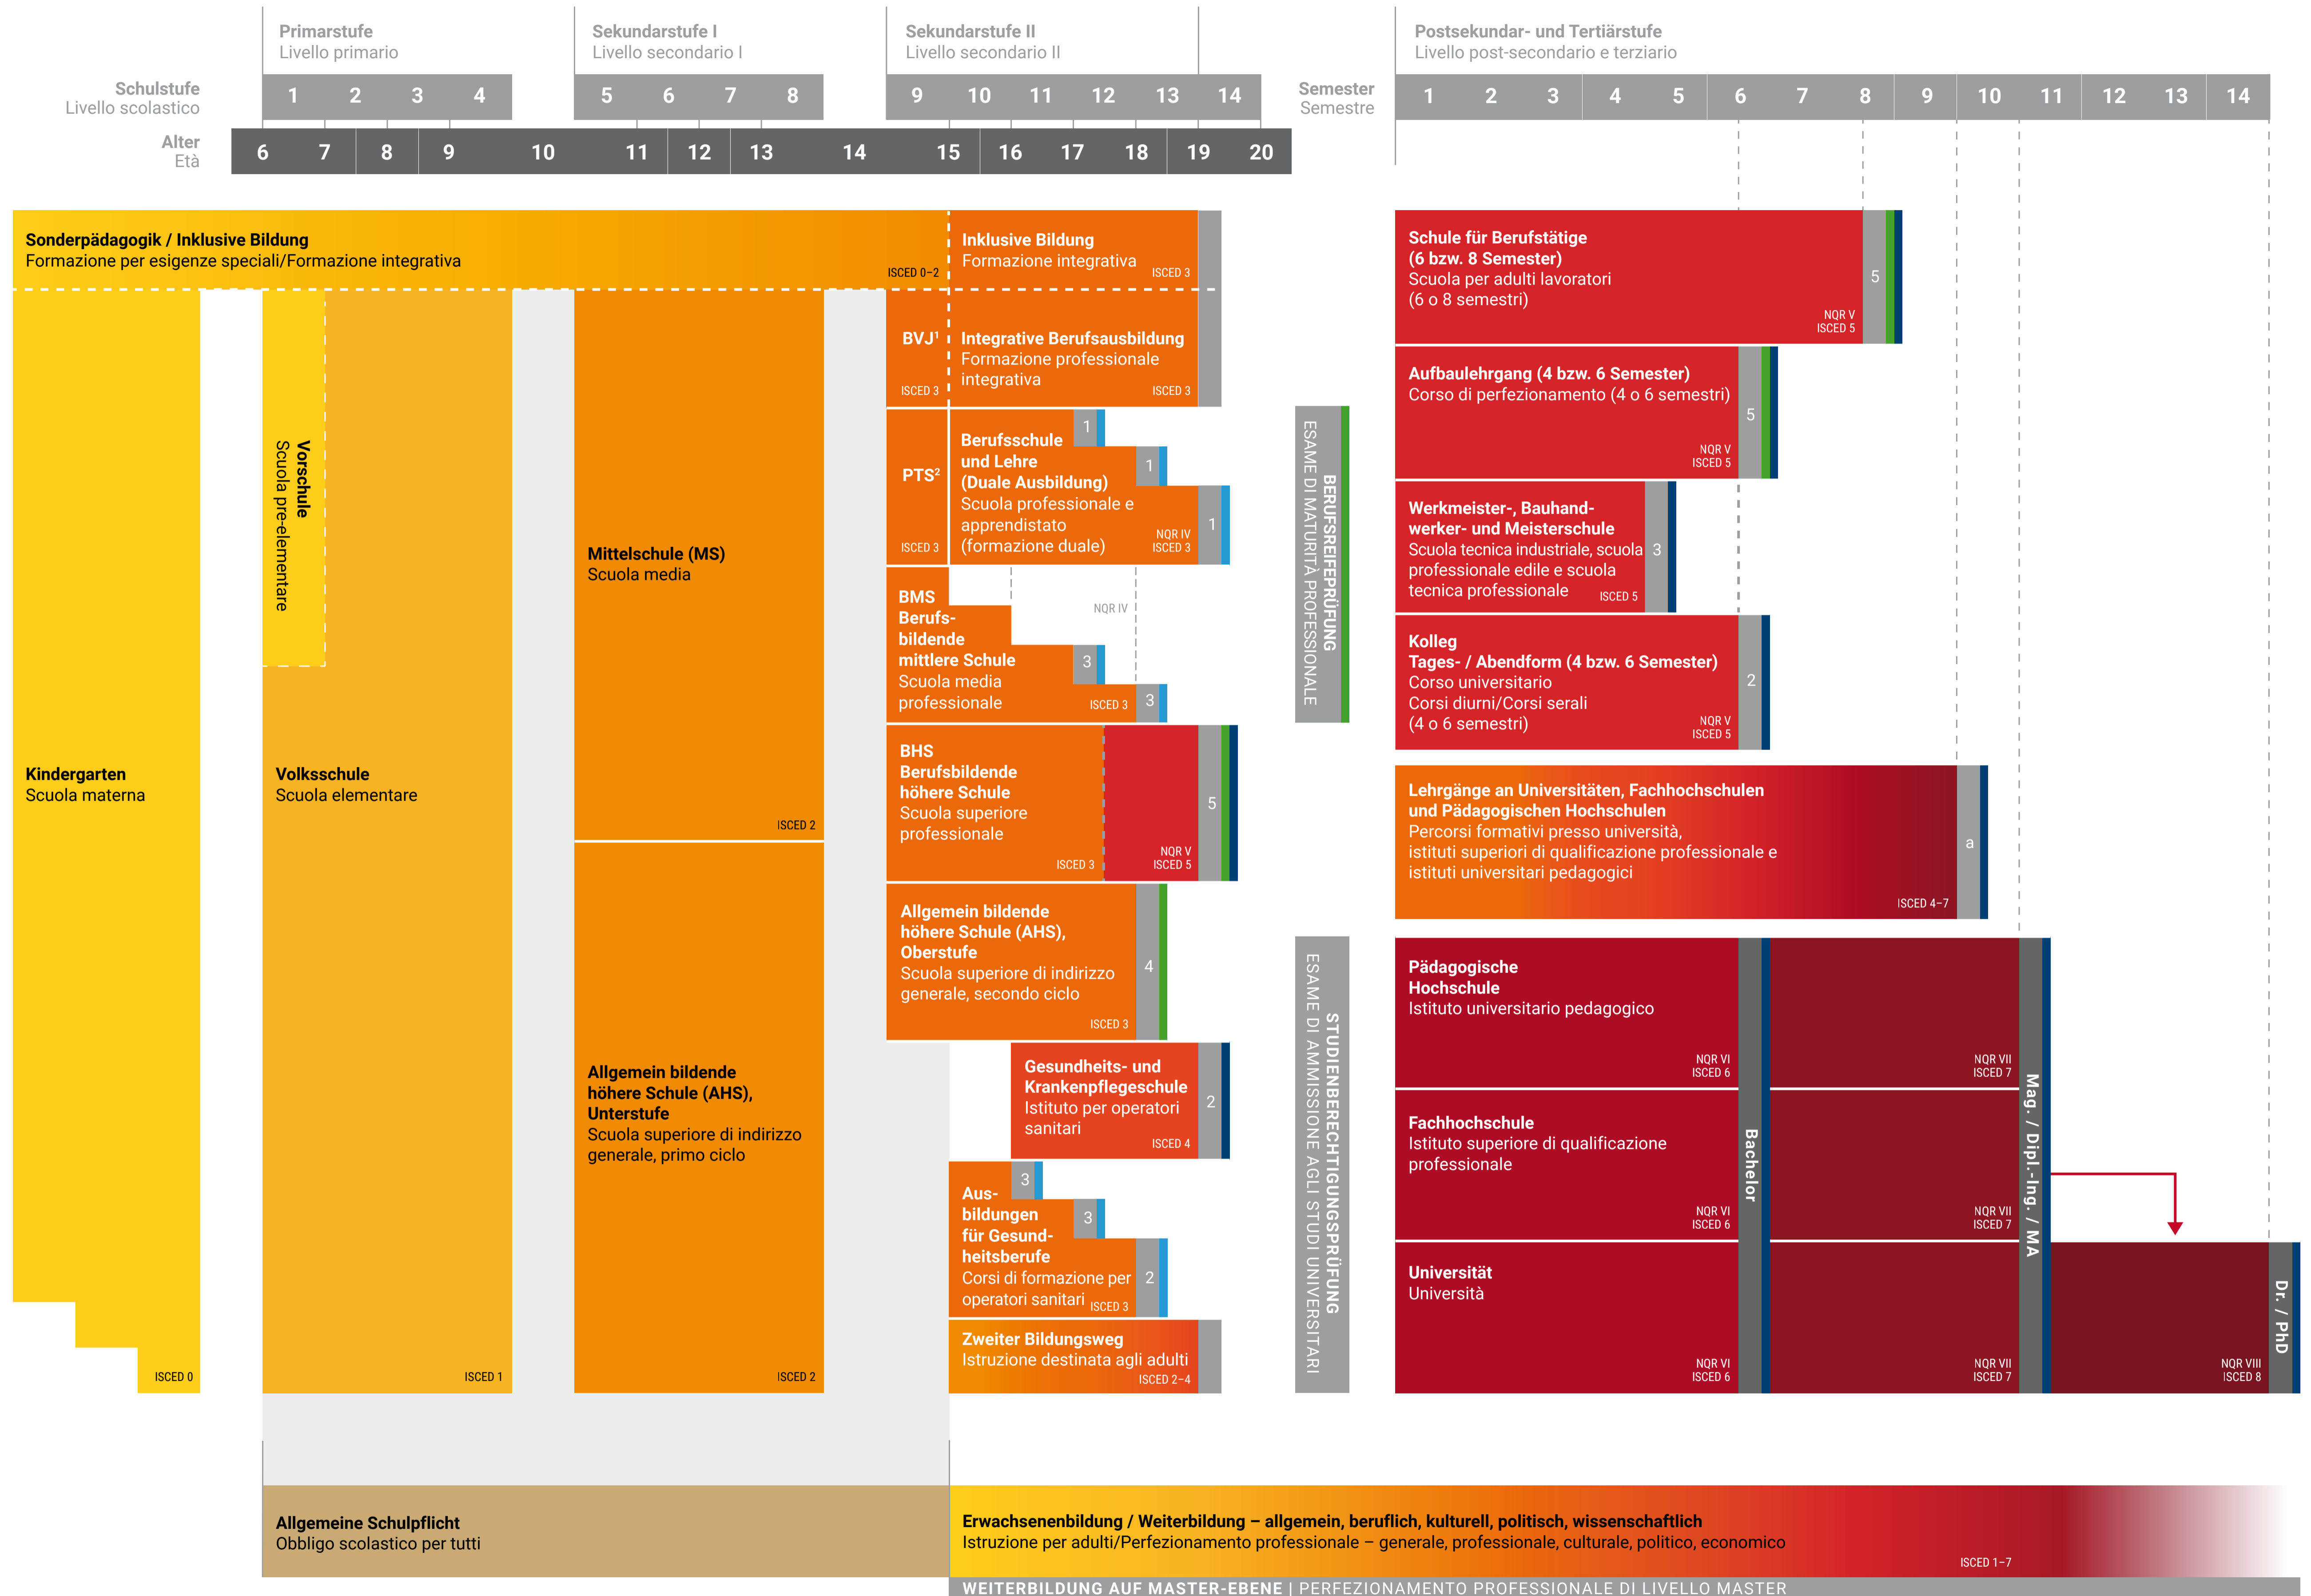 Primarstufe
Livello primario
Sekundarstufe I
Livello secondario I
Sekundarstufe II
Livello secondario II
Postsekundar- und Tertiärstufe
Livello post-secondario e terziario
Schulstufe
Livello scolastico
1 2 3 4 5 6 7 8 9 10 11 12 13 14
Semester
Semestre
1 2 3 4 5 6 7 8 9 10 11 12 13 14
Alter
Età
6 7 8 9 10 11 12 13 14 15 16 17 18 19 20
Sonderpädagogik / Inklusive Bildung
Formazione per esigenze speciali/Formazione integrativa
ISCED 0–2
Inklusive Bildung
Formazione integrativa
ISCED 3
Kindergarten
Scuola materna
ISCED 0
Vorschule
Scuola pre-elementare
Volksschule
Scuola elementare
ISCED 1
Mittelschule (MS)
Scuola media
ISCED 2
Allgemein bildende
höhere Schule (AHS),
Unterstufe
Scuola superiore di indirizzo
generale, primo ciclo
ISCED 2
BVJ¹
ISCED 3
Integrative Berufsausbildung
Formazione professionale
integrativa
ISCED 3
PTS²
ISCED 3
Berufsschule
und Lehre
(Duale Ausbildung)
Scuola professionale e
apprendistato
(formazione duale)
NQR IV
ISCED 3
1
1
1
BMS
Berufs-
bildende
mittlere Schule
Scuola media
professionale
ISCED 3
NQR IV
3
3
BHS
Berufsbildende
höhere Schule
Scuola superiore
professionale
ISCED 3
NQR V
ISCED 5
5
Allgemein bildende
höhere Schule (AHS),
Oberstufe
Scuola superiore di indirizzo
generale, secondo ciclo
ISCED 3
4
Gesundheits- und
Krankenpflegeschule
Istituto per operatori
sanitari
ISCED 4
2
Aus-
bildungen
für Gesund-
heitsberufe
Corsi di formazione per
operatori sanitari
ISCED 3
3
3
2
Zweiter Bildungsweg
Istruzione destinata agli adulti
ISCED 2–4
BERUFSREIFEPRÜFUNG
ESAME DI MATURITÀ PROFESSIONALE
STUDIENBERECHTIGUNGSPRÜFUNG
ESAME DI AMMISSIONE AGLI STUDI UNIVERSITARI
Schule für Berufstätige
(6 bzw. 8 Semester)
Scuola per adulti lavoratori
(6 o 8 semestri)
NQR V
ISCED 5
5
Aufbaulehrgang (4 bzw. 6 Semester)
Corso di perfezionamento (4 o 6 semestri)
NQR V
ISCED 5
5
Werkmeister-, Bauhand-
werker- und Meisterschule
Scuola tecnica industriale, scuola
professionale edile e scuola
tecnica professionale
ISCED 5
3
Kolleg
Tages- / Abendform (4 bzw. 6 Semester)
Corso universitario
Corsi diurni/Corsi serali
(4 o 6 semestri)
NQR V
ISCED 5
2
Lehrgänge an Universitäten, Fachhochschulen
und Pädagogischen Hochschulen
Percorsi formativi presso università,
istituti superiori di qualificazione professionale e
istituti universitari pedagogici
ISCED 4–7
a
Pädagogische
Hochschule
Istituto universitario pedagogico
NQR VI
ISCED 6
NQR VII
ISCED 7
Fachhochschule
Istituto superiore di qualificazione
professionale
NQR VI
ISCED 6
NQR VII
ISCED 7
Universität
Università
NQR VI
ISCED 6
NQR VII
ISCED 7
NQR VIII
ISCED 8
Bachelor
Mag. / Dipl.-Ing. / MA
Dr. / PhD
Allgemeine Schulpflicht
Obbligo scolastico per tutti
Erwachsenenbildung / Weiterbildung – allgemein, beruflich, kulturell, politisch, wissenschaftlich
Istruzione per adulti/Perfezionamento professionale – generale, professionale, culturale, politico, economico
ISCED 1–7
WEITERBILDUNG AUF MASTER-EBENE | PERFEZIONAMENTO PROFESSIONALE DI LIVELLO MASTER